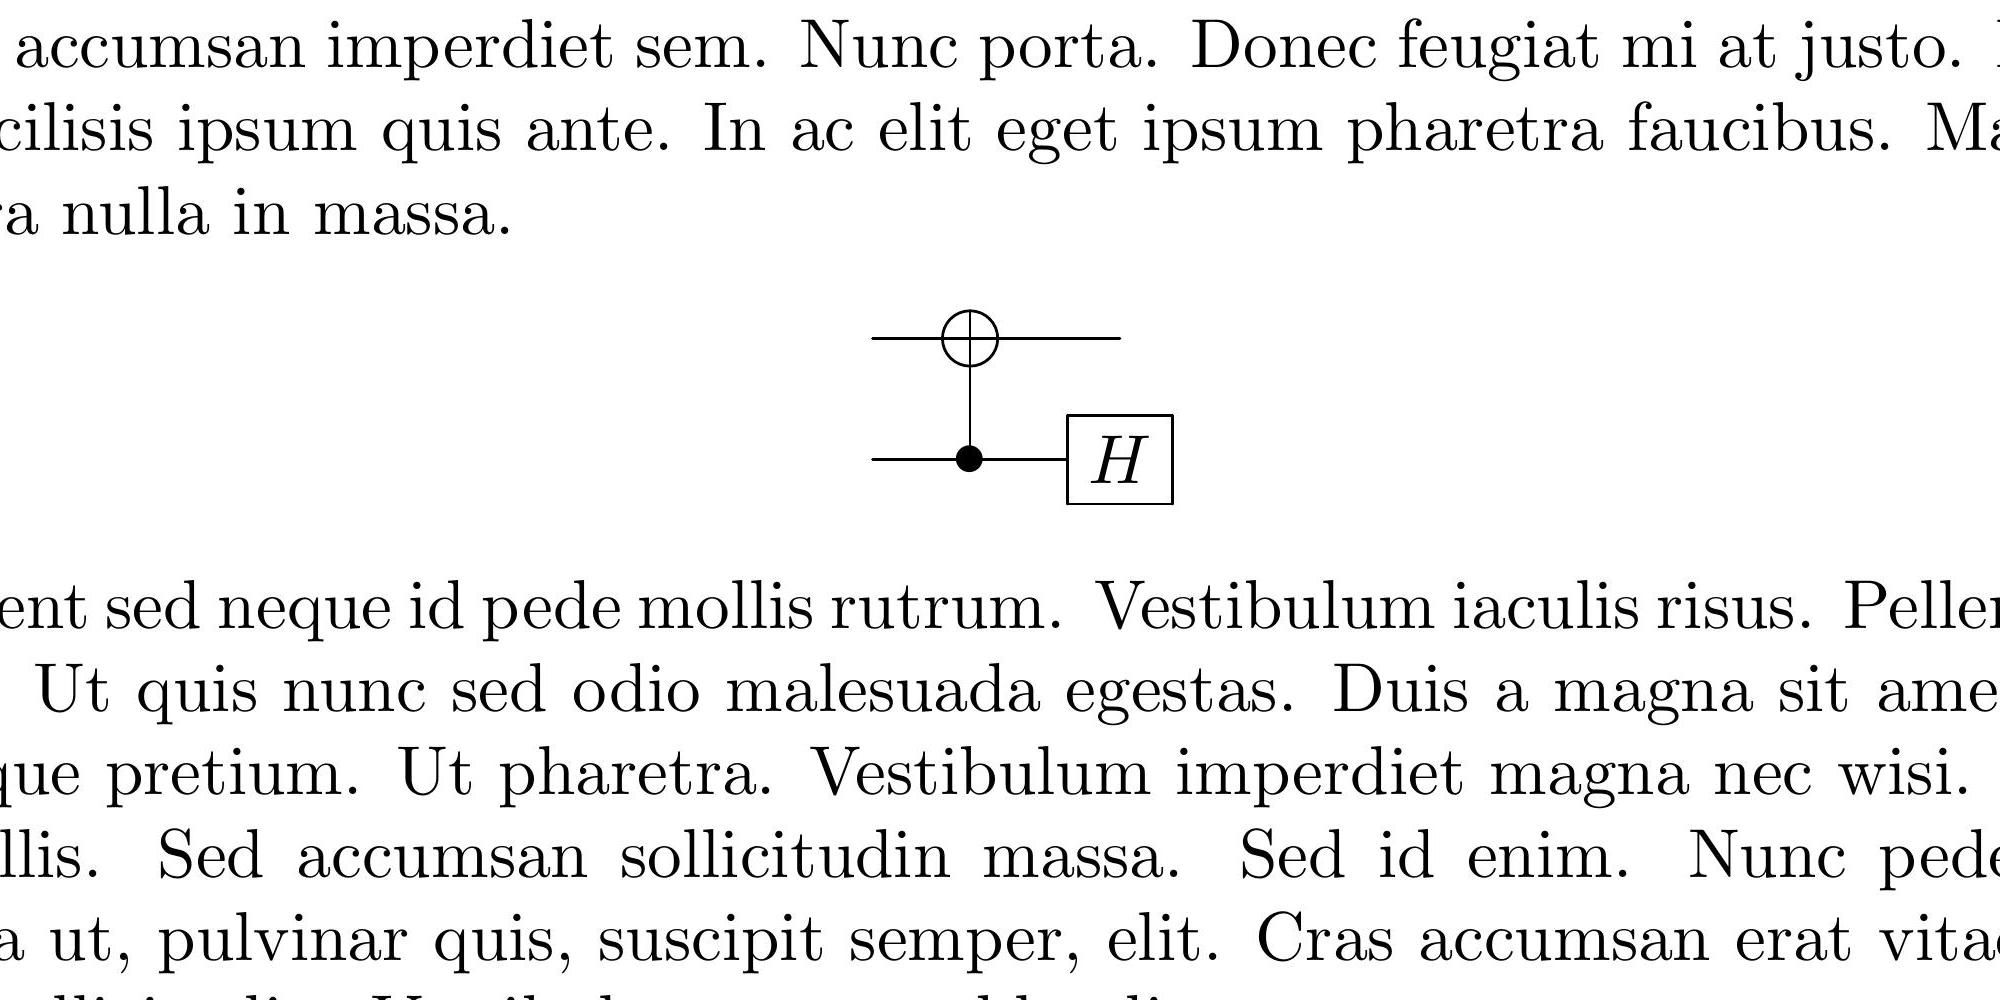 accumsan imperdiet sem. Nunc porta. Donec feugiat mi at justo.
cilisis ipsum quis ante. In ac elit eget ipsum pharetra faucibus. Ma
a nulla in massa.
H
ent sed neque id pede mollis rutrum. Vestibulum iaculis risus. Pellen
Ut quis nunc sed odio malesuada egestas. Duis a magna sit ame
que pretium. Ut pharetra. Vestibulum imperdiet magna nec wisi.
llis. Sed accumsan sollicitudin massa. Sed id enim. Nunc pede
a ut, pulvinar quis, suscipit semper, elit. Cras accumsan erat vitae